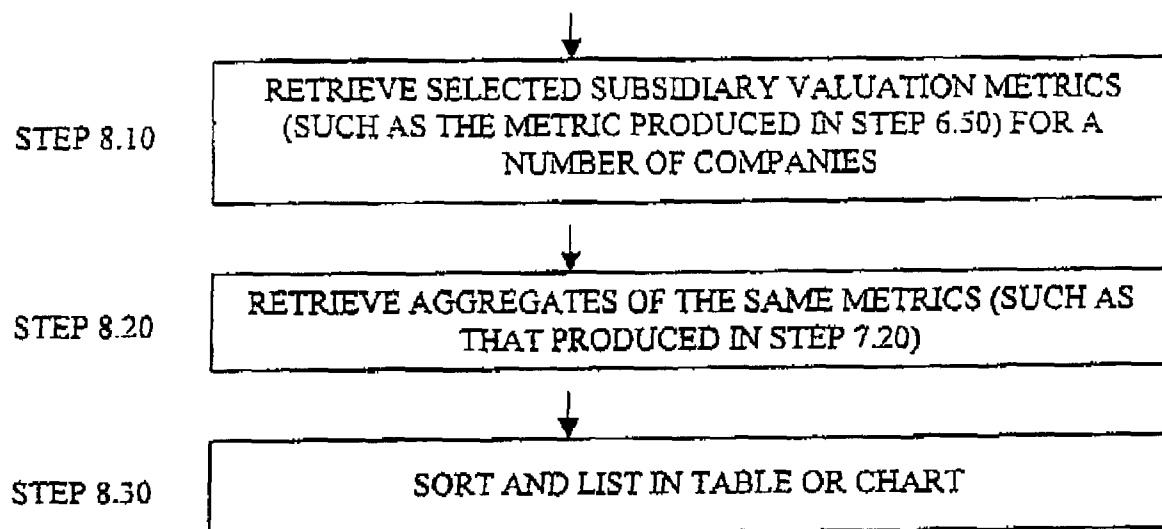 STEP 8.10
RETRIEVE SELECTED SUBSIDIARY VALUATION METRICS
(SUCH AS THE METRIC PRODUCED IN STEP 6.50) FOR A
NUMBER OF COMPANIES
STEP 8.20
RETRIEVE AGGREGATES OF THE SAME METRICS (SUCH AS
THAT PRODUCED IN STEP 7.20)
STEP 8.30
SORT AND LIST IN TABLE OR CHART